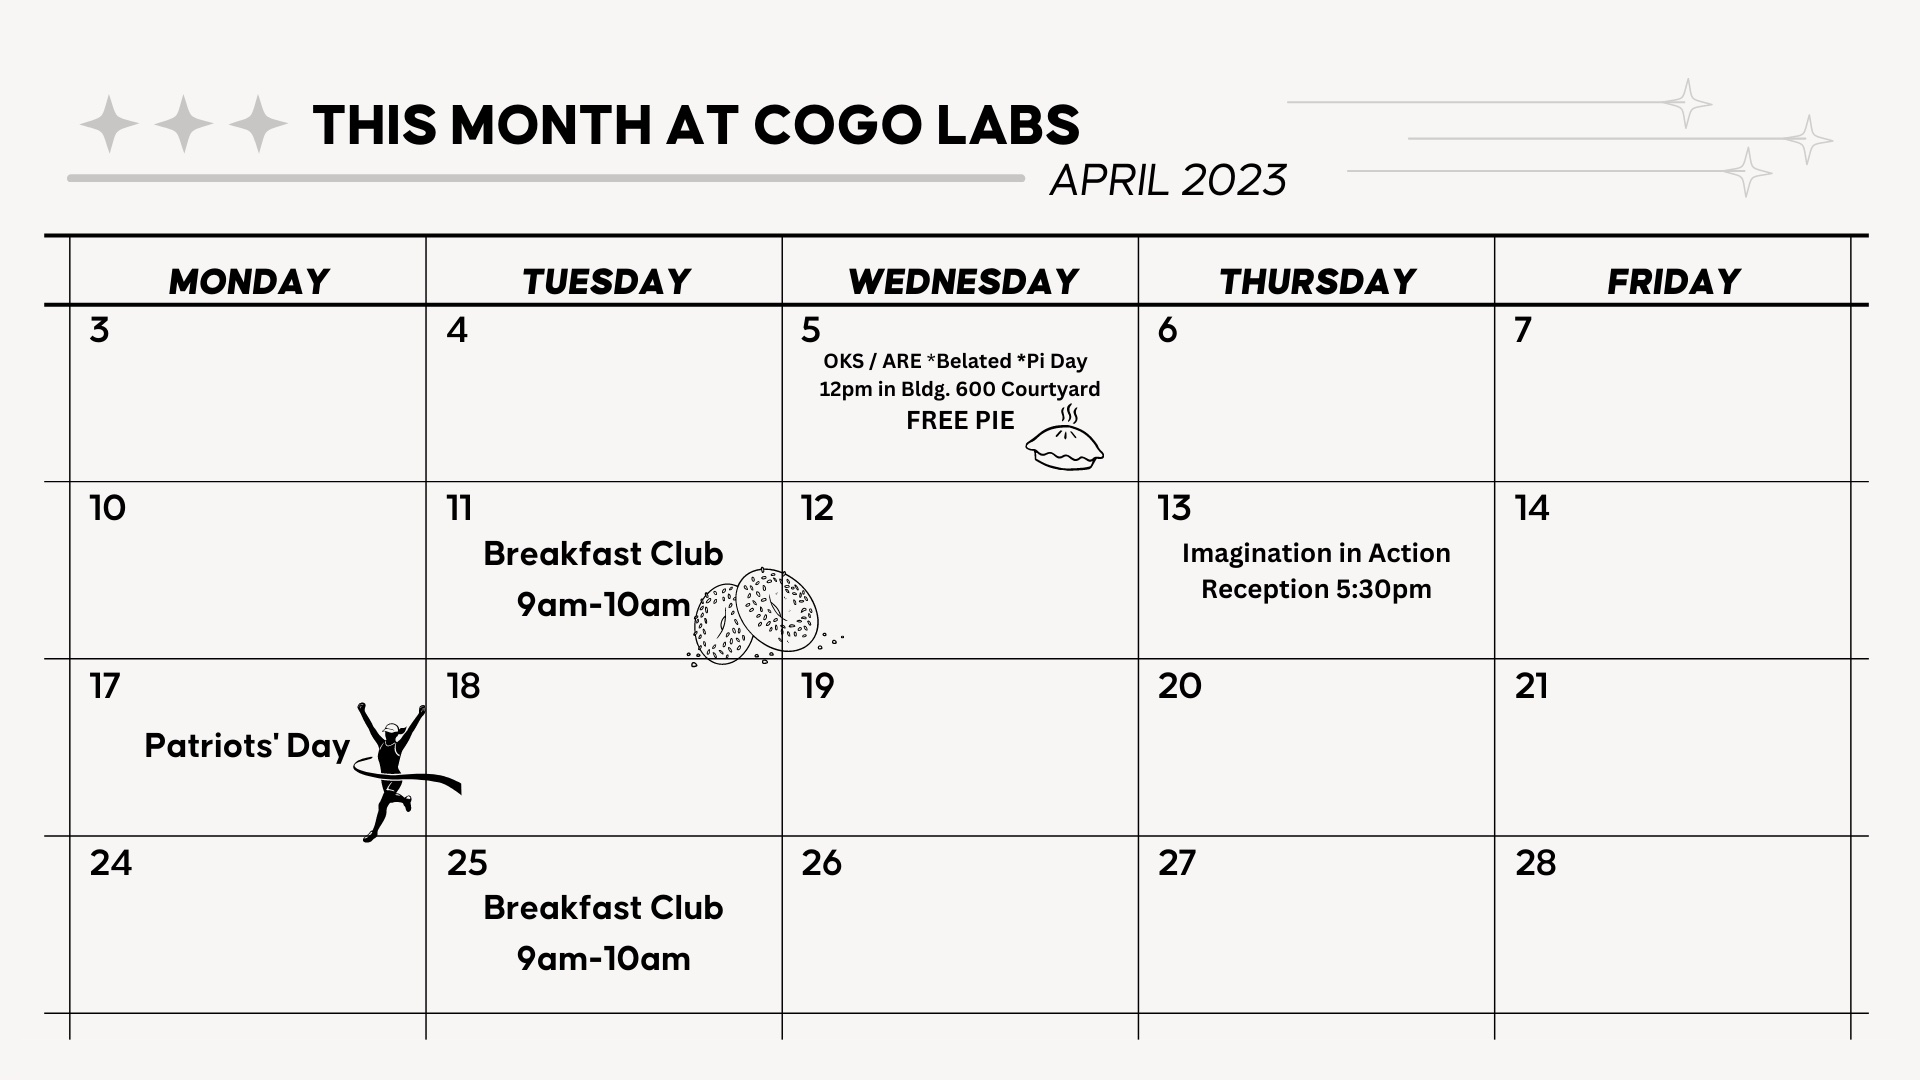 THIS MONTH AT COGO LABS
APRIL 2023
MONDAY
TUESDAY
WEDNESDAY
THURSDAY
FRIDAY
3
4
5
OKS / ARE *Belated *Pi Day
12pm in Bldg. 600 Courtyard
FREE PIE
6
7
10
11
Breakfast Club
9am-10am
12
13
Imagination in Action
Reception 5:30pm
14
17
Patriots' Day
18
19
20
21
24
25
Breakfast Club
9am-10am
26
27
28